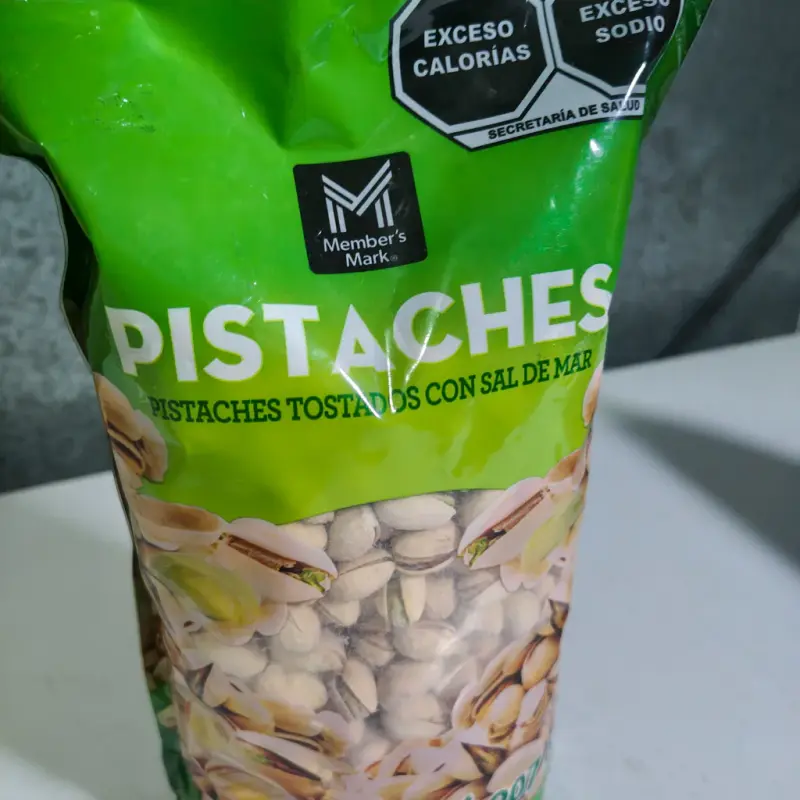 EXCESO
CALORÍAS
EXCESO
SODIO
SECRETARÍA DE SALUD
Member's
Mark
PISTACHES
PISTACHES TOSTADOS CON SAL DE MAR